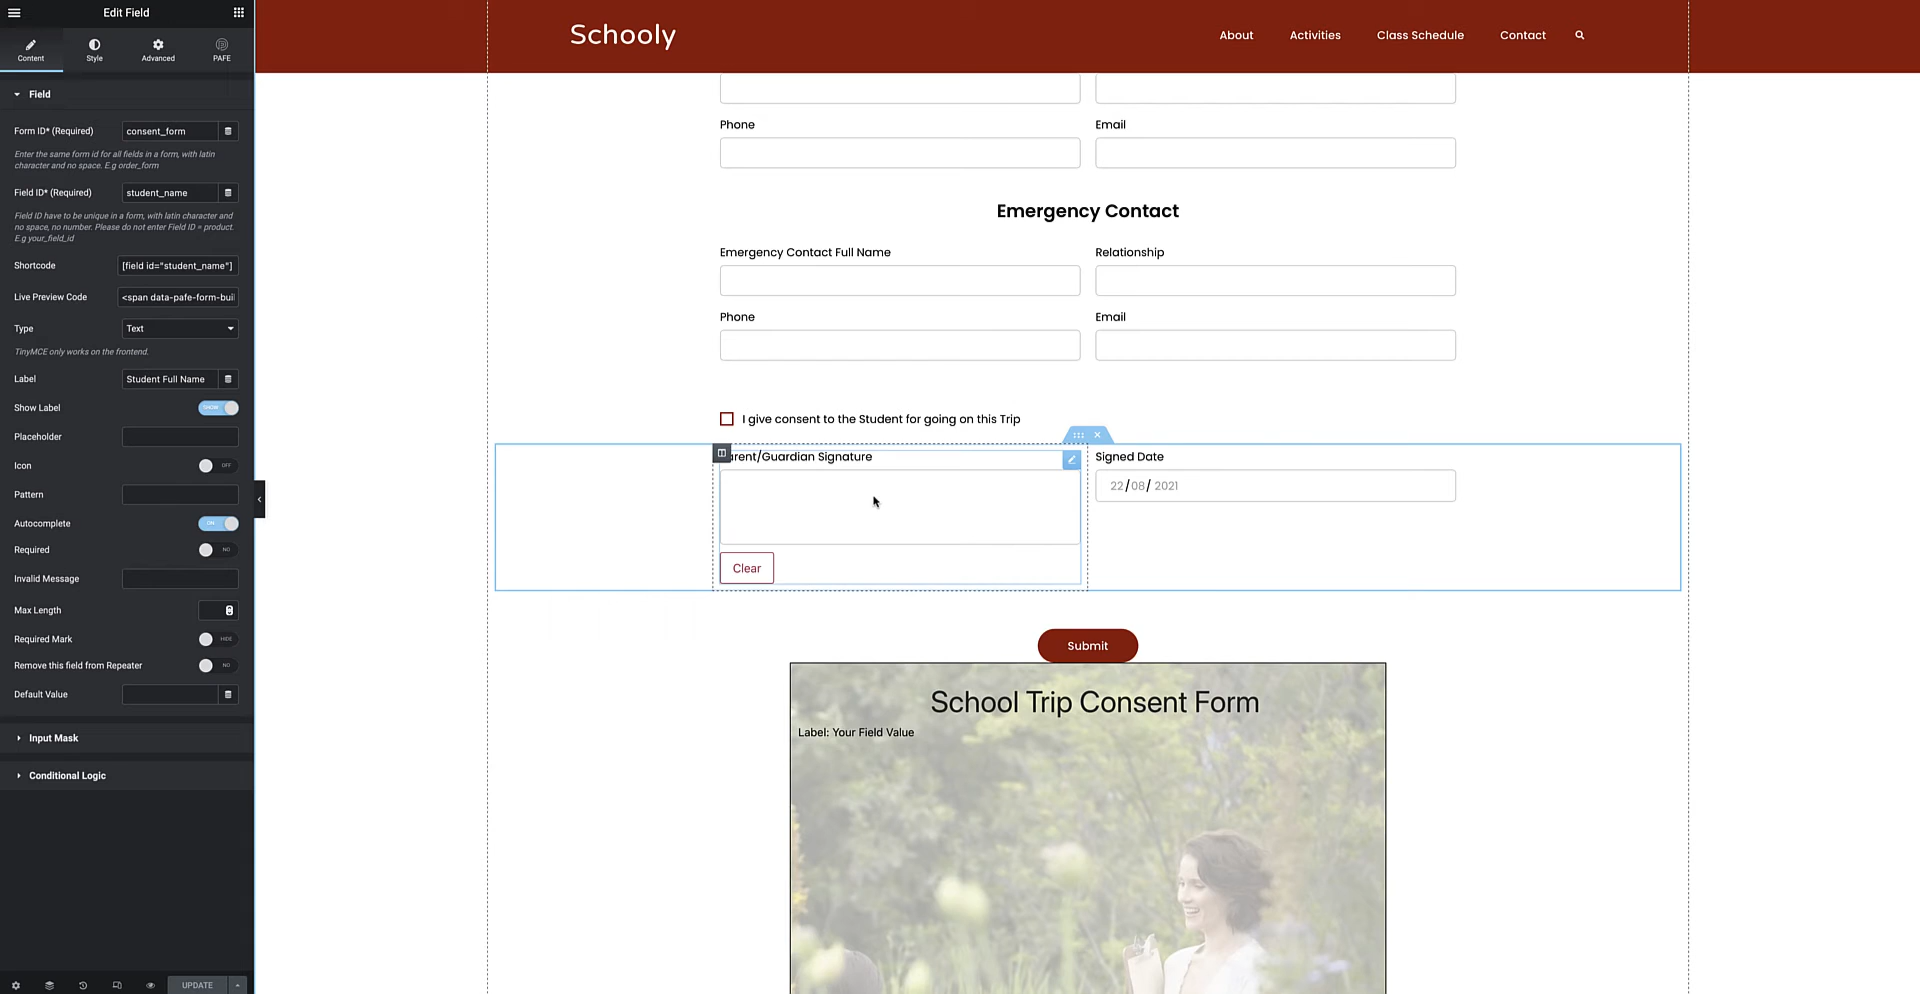 Edit Field
Content
Style
Advanced
PAFE
Field
Form ID* (Required)
consent_form
Enter the same form id for all fields in a form, with latin
character and no space. E.g order_form
Field ID* (Required)
student_name
Field ID have to be unique in a form, with latin character and
no space, no number. Please do not enter Field ID = product.
E.g your_field_id
Shortcode
[field id="student_name"]
Live Preview Code
<span data-pafe-form-buil
Type
Text
TinyMCE only works on the frontend.
Label
Student Full Name
Show Label
SHOW
Placeholder
Icon
OFF
Pattern
Autocomplete
ON
Required
NO
Invalid Message
Max Length
Required Mark
HIDE
Remove this field from Repeater
NO
Default Value
Input Mask
Conditional Logic
UPDATE
Schooly
About
Activities
Class Schedule
Contact
Phone
Email
Emergency Contact
Emergency Contact Full Name
Relationship
Phone
Email
I give consent to the Student for going on this Trip
arent/Guardian Signature
Signed Date
22/08/ 2021
Clear
Submit
School Trip Consent Form
Label: Your Field Value